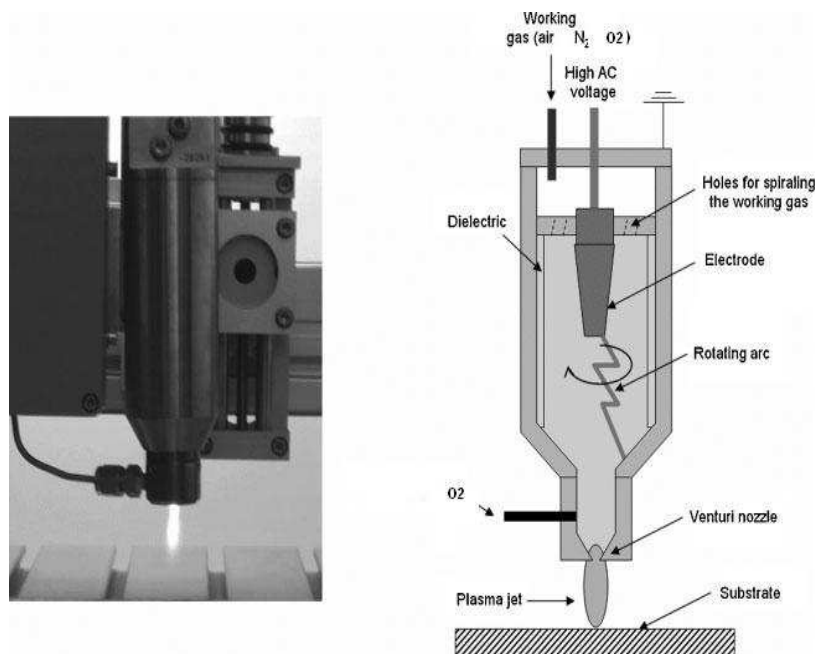 Working
gas (air N₂ O2)
High AC
voltage
Holes for spiraling
the working gas
Dielectric
Electrode
Rotating arc
O2
Venturi nozzle
Plasma jet
Substrate